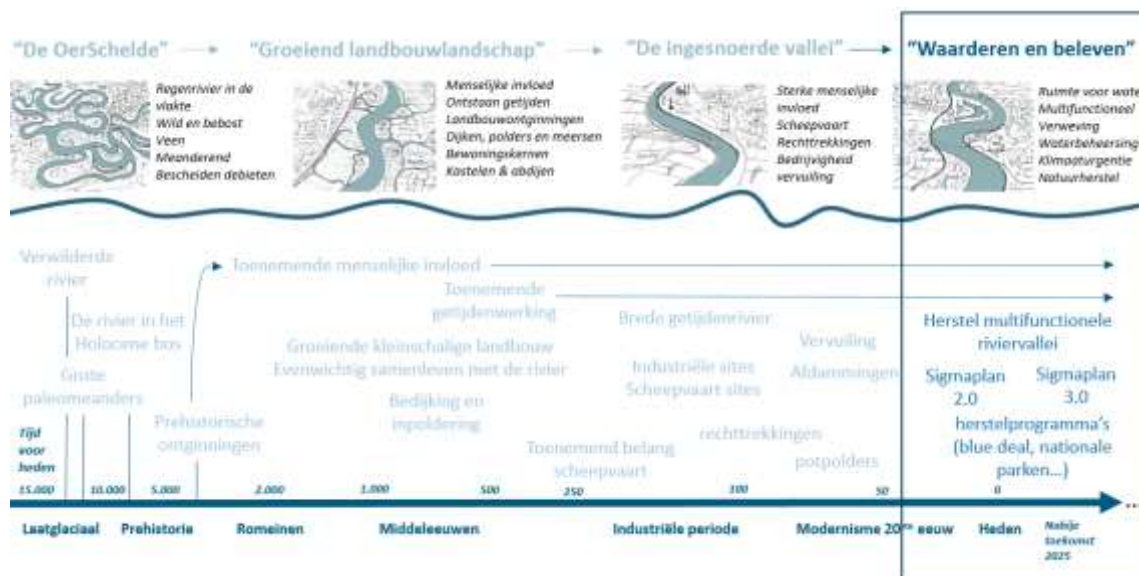 "De OerSchelde"
"Groeiend landbouwlandschap"
"De ingesnoerde vallei"
"Waarderen en beleven"
Regenrivier in de
vlakte
Wild en bebost
Veen
Meanderend
Bescheiden debieten
Menselijke invloed
Ontstaan getijden
Landbouwontginningen
Dijken, polders en meersen
Bewoningskernen
Kastelen & abdijen
Sterke menselijke
invloed
Scheepvaart
Rechttrekkingen
Bedrijvigheid
vervuiling
Ruimte voor wate
Multifunctioneel
Verweving
Waterbeheersing
Klimaaturgentie
Natuurherstel
Verwilderde
rivier
De rivier in het
Holocene bos
Grote
paleomeanders
Prehistorische
omginningen
Toenemende menselijke invloed
Toenemende
getijdenwerking
Groeiende kleinschalige landbouw
Evenwichtig samenleven met de rivier
Bedijking en
inpoldering
Toenemend belang
scheepvaart
Brede getijdenrivier
Industriële sites
Scheepvaart sites
rechttrekkingen
Vervuiling
Afdammingen
potpolders
Herstel multifunctionele
riviervallei
Sigmaplan
2.0
Sigmaplan
3.0
herstelprogramma's
(blue deal, nationale
parken...)
Tijd
voor
heden
15.000 10.000 5.000 2.000 1.000 500 250 100 50 0
...
Laatglaciaal Prehistorie Romeinen Middeleeuwen Industriële periode Modernisme 20ste eeuw Heden
Nabije
toekomst
2025